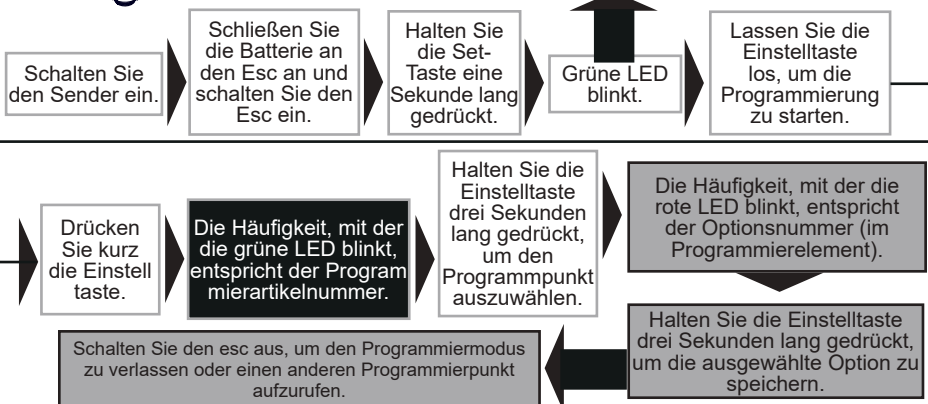 Schalten Sie
den Sender ein.
Schließen Sie
die Batterie an
den Esc an und
schalten Sie den
Esc ein.
Halten Sie
die Set-
Taste eine
Sekunde lang
gedrückt.
Grüne LED
blinkt.
Lassen Sie die
Einstelltaste
los, um die
Programmierung
zu starten.
Drücken
Sie kurz
die Einstell
taste.
Die Häufigkeit, mit der
die grüne LED blinkt,
entspricht der Program
mierartikelnummer.
Halten Sie die
Einstelltaste
drei Sekunden
lang gedrückt,
um den
Programmpunkt
auszuwählen.
Die Häufigkeit, mit der die
rote LED blinkt, entspricht
der Optionsnummer (im
Programmierelement).
Halten Sie die Einstelltaste
drei Sekunden lang gedrückt,
um die ausgewählte Option zu
speichern.
Schalten Sie den esc aus, um den Programmiermodus
zu verlassen oder einen anderen Programmierpunkt
aufzurufen.